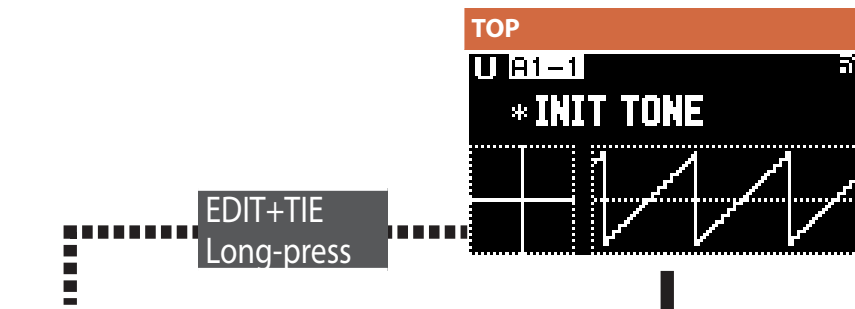 TOP
U A1-1
*INIT TONE
EDIT+TIE
Long-press